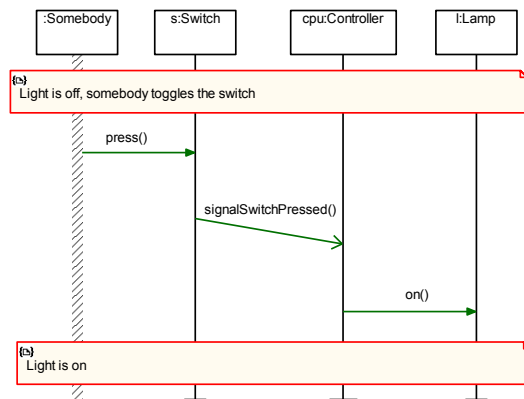 :Somebody
s:Switch
cpu:Controller
l:Lamp
Light is off, somebody toggles the switch
press()
signalSwitchPressed()
on()
Light is on